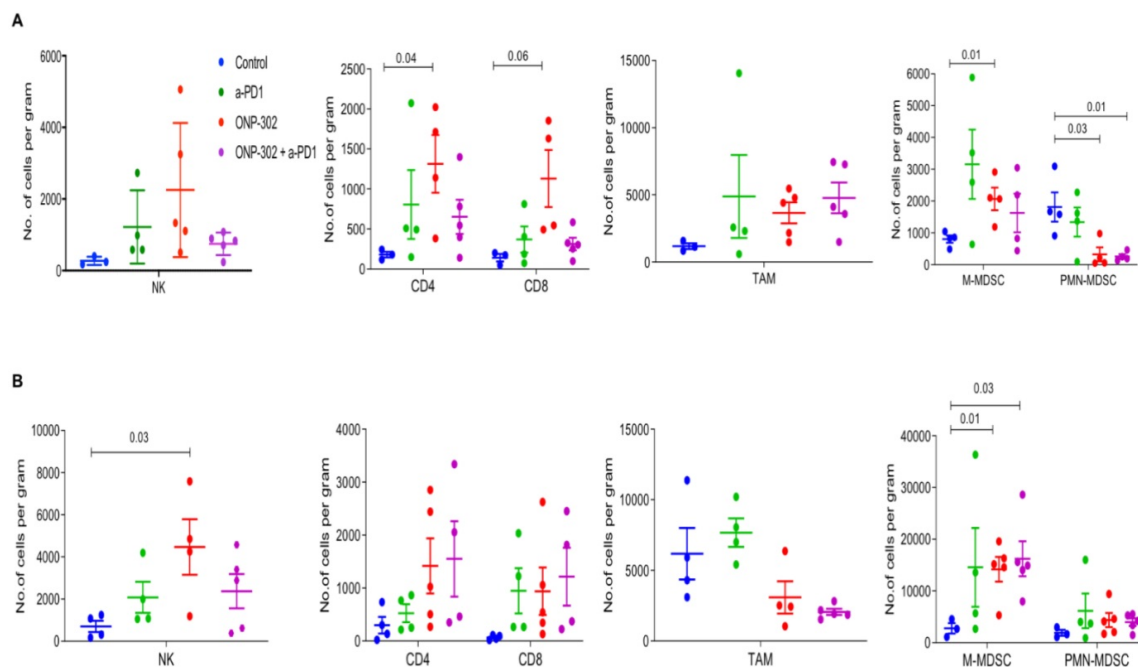 A
No. of cells per gram
6000
4000
2000
0
NK
Control
a-PD1
ONP-302
ONP-302 + a-PD1
No.of cells per gram
2500
2000
1500
1000
500
0
0.04
0.06
CD4
CD8
No.of cells per gram
15000
10000
5000
0
TAM
No.of cells per gram
6000
5000
4000
3000
2000
1000
0
0.01
0.01
0.03
M-MDSC
PMN-MDSC
B
No.of cells per gram
10000
8000
6000
4000
2000
0
0.03
NK
No.of cells per gram
4000
3000
2000
1000
0
CD4
CD8
No.of cells per gram
15000
10000
5000
0
TAM
No.of cells per gram
40000
30000
20000
10000
0
0.03
0.01
M-MDSC
PMN-MDSC